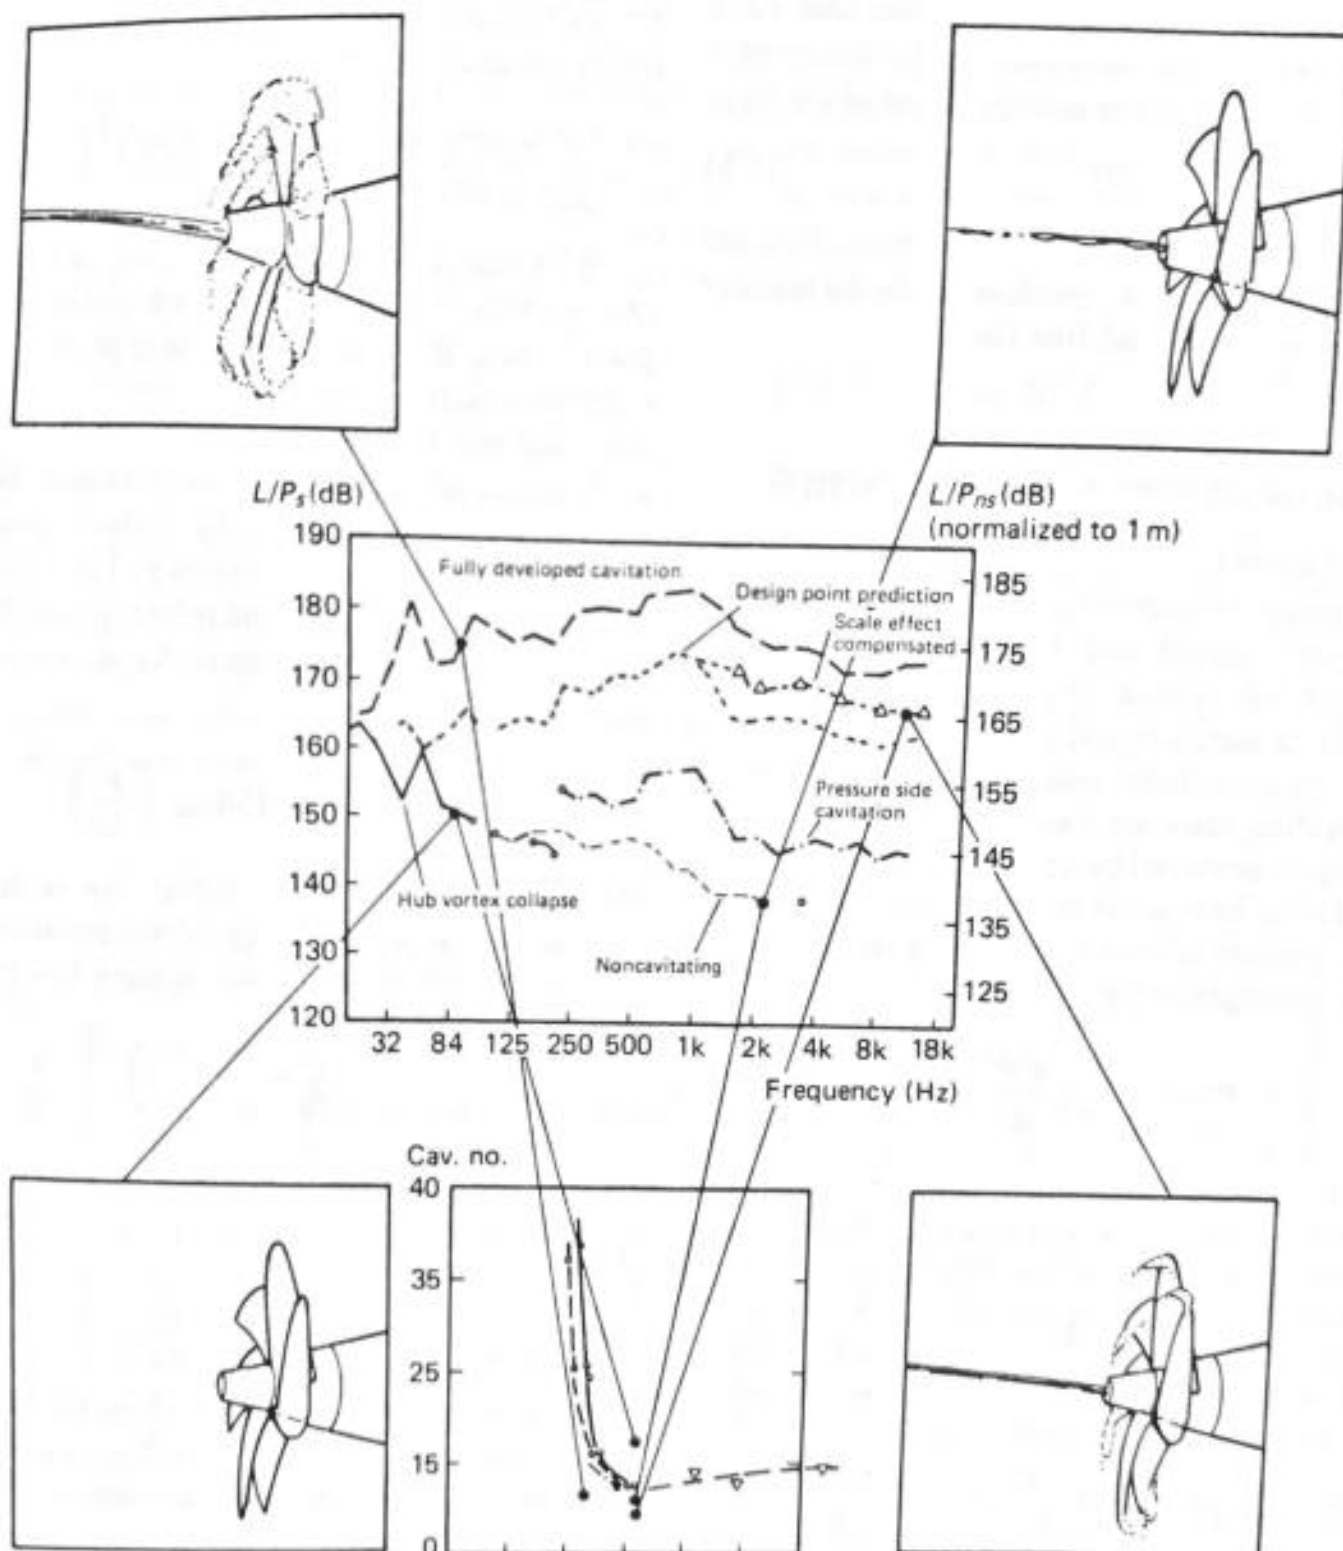 L/Ps (dB)
190
180
170
160
150
140
130
120
L/Pns (dB)
(normalized to 1 m)
185
175
165
155
145
135
125
Fully developed cavitation
Design point prediction
Scale effect
compensated
Pressure side
cavitation
Hub vortex collapse
Noncavitating
32 84 125 250 500 1k 2k 4k 8k 18k
Frequency (Hz)
Cav. no.
40
35
25
15
0